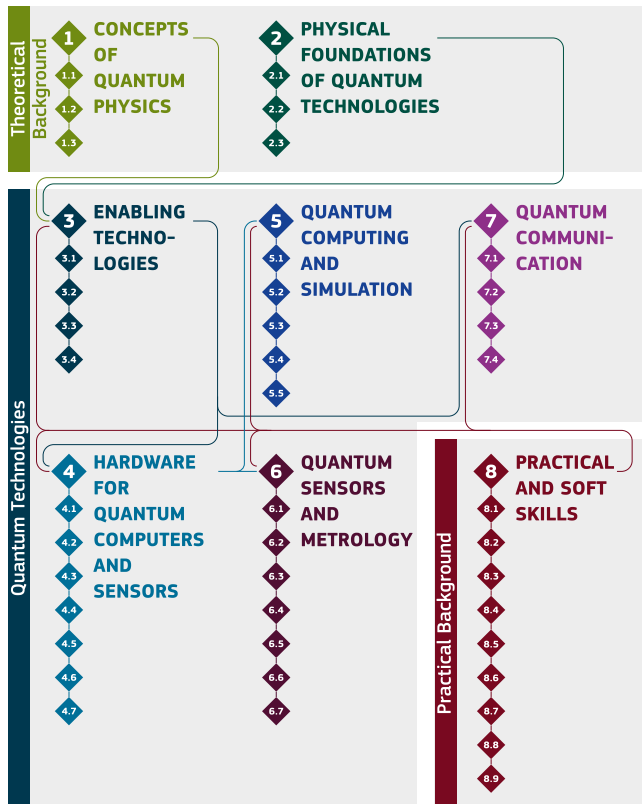 Theoretical
Background
1
CONCEPTS
OF
QUANTUM
PHYSICS
1.1
1.2
1.3
2
PHYSICAL
FOUNDATIONS
OF QUANTUM
TECHNOLOGIES
2.1
2.2
2.3
Quantum Technologies
3
ENABLING
TECHNO-
LOGIES
3.1
3.2
3.3
3.4
5
QUANTUM
COMPUTING
AND
SIMULATION
5.1
5.2
5.3
5.4
5.5
7
QUANTUM
COMMUNI-
CATION
7.1
7.2
7.3
7.4
4
HARDWARE
FOR
QUANTUM
COMPUTERS
AND
SENSORS
4.1
4.2
4.3
4.4
4.5
4.6
4.7
6
QUANTUM
SENSORS
AND
METROLOGY
6.1
6.2
6.3
6.4
6.5
6.6
6.7
Practical Background
8
PRACTICAL
AND SOFT
SKILLS
8.1
8.2
8.3
8.4
8.5
8.6
8.7
8.8
8.9